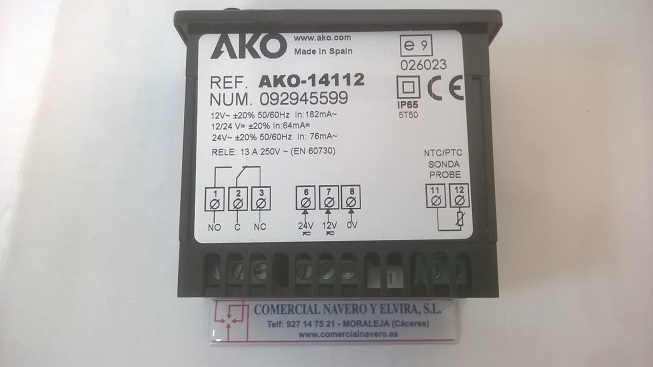 AKO
www.ako.com
Made in Spain
e 9
026023
REF. AKO-14112
NUM. 092945599
12V~ ±20% 50/60Hz In:182mA~
12/24 V= ±20% In:64mA=
24V~ ±20% 50/60Hz In: 76mA~
RELE: 13 A 250V ~ (EN 60730)
CE
IP65
5T50
NTC/PTC
SONDA
PROBE
1 2 3 6 7 8 11 12
NO C NC 24V 12V 0V
COMERCIAL NAVERO Y ELVIRA, S.L.
Telf: 927 14 75 21 - MORALEJA (Cáceres)
www.comercialnavero.es